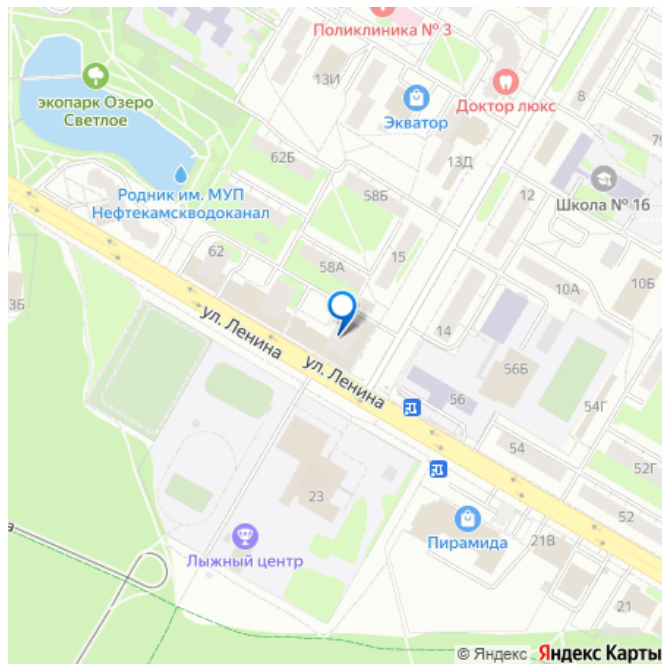 Поликлиника № 3
13И
экопарк Озеро
Светлое
Экватор
Доктор люкс
8
62Б
13Д
Родник им. МУП
Нефтекамскводоканал
58Б
12
Школа № 16
62
58А
15
10А
10Б
ул. Ленина
14
ул. Ленина
56Б
56
54Г
54
52Г
23
52
Пирамида
21В
Лыжный центр
21
© Яндекс Яндекс Карты